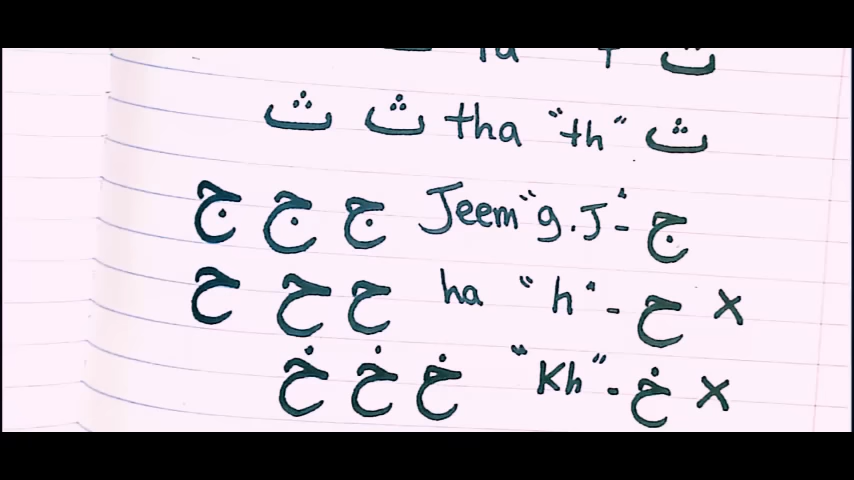 ث ث tha "th" ث
ج ج ج Jeem "g.J"- ج
ح ح ح ha "h"- ح x
خ خ خ "Kh"- خ x